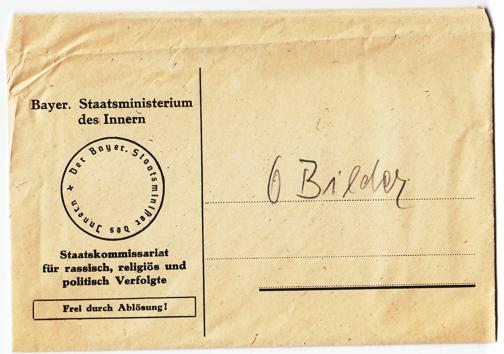 Bayer. Staatsministerium
des Innern
Der Bayer. Staatsminister des Innern +
Staatskommissariat
für rassisch, religiös und
politisch Verfolgte
Frei durch Ablösung!
6 Bilder